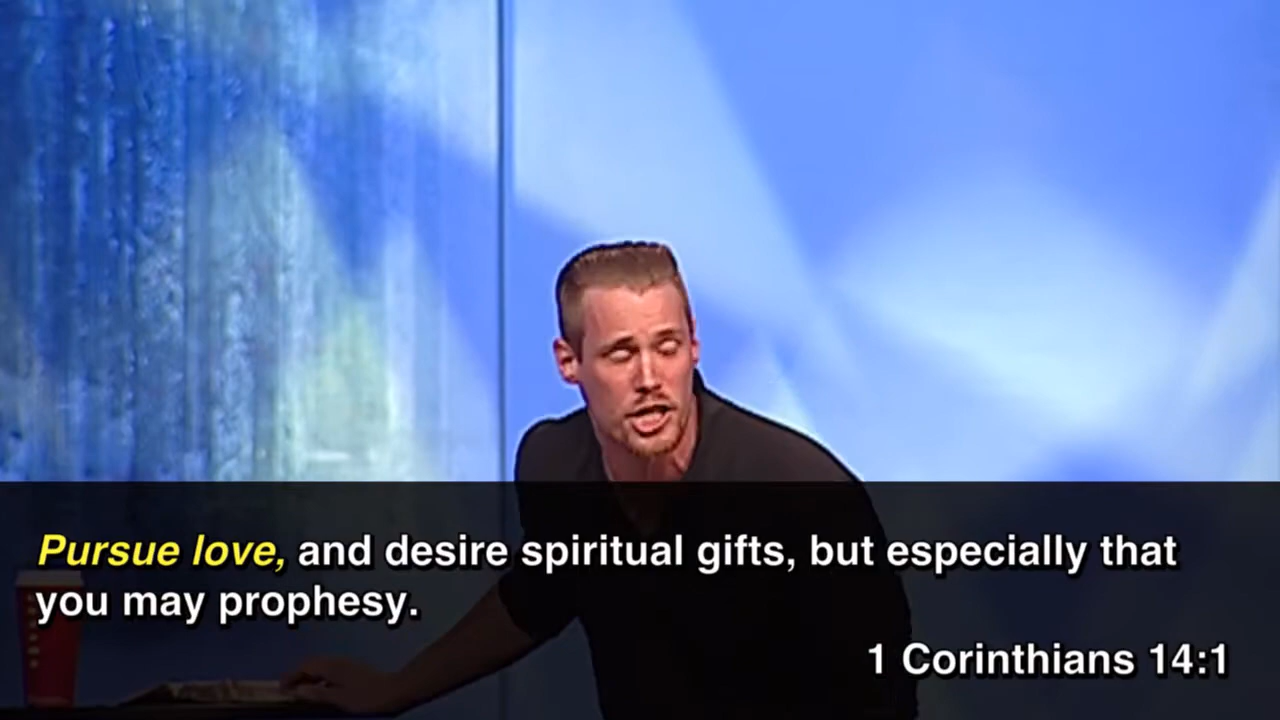 Pursue love, and desire spiritual gifts, but especially that
you may prophesy.
1 Corinthians 14:1